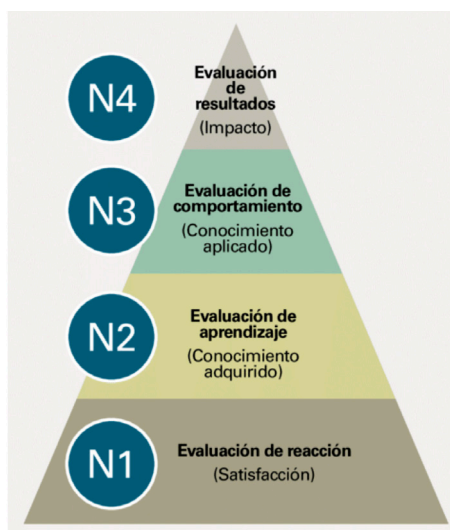 N4
Evaluación
de
resultados
(Impacto)
N3
Evaluación de
comportamiento
(Conocimiento
aplicado)
N2
Evaluación de
aprendizaje
(Conocimiento
adquirido)
N1
Evaluación de reacción
(Satisfacción)